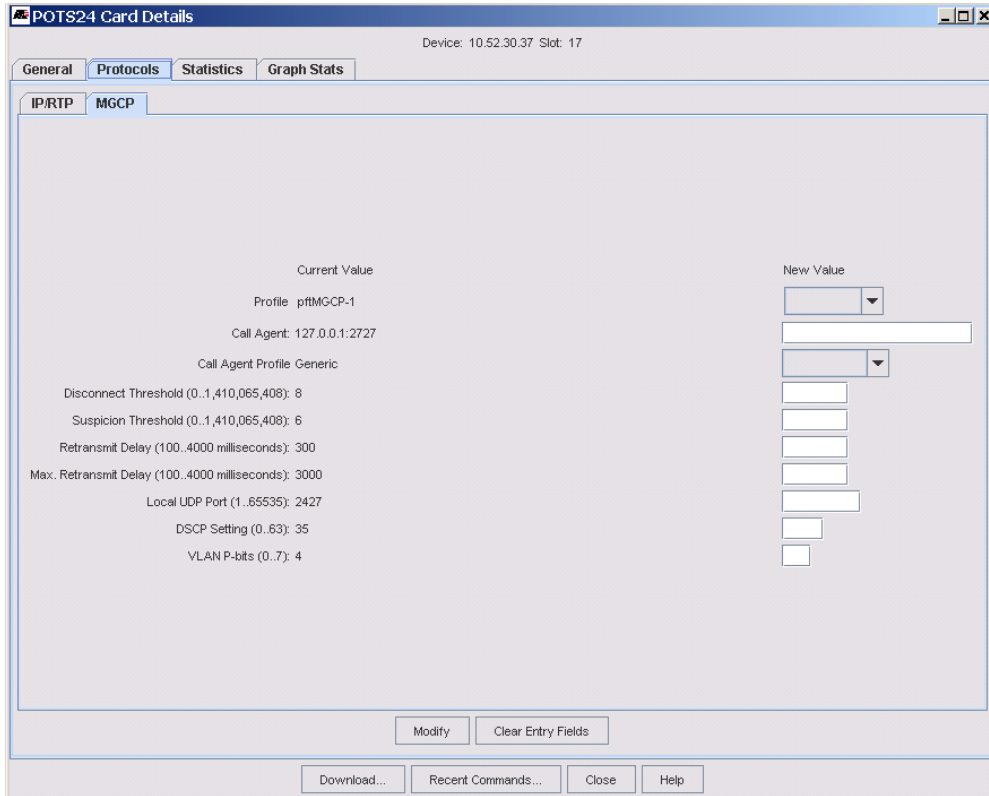 POTS24 Card Details
Device: 10.52.30.37 Slot: 17
General Protocols Statistics Graph Stats
IP/RTP MGCP
Current Value New Value
Profile pftMGCP-1
Call Agent: 127.0.0.1:2727
Call Agent Profile Generic
Disconnect Threshold (0..1,410,065,408): 8
Suspicion Threshold (0..1,410,065,408): 6
Retransmit Delay (100..4000 milliseconds): 300
Max. Retransmit Delay (100..4000 milliseconds): 3000
Local UDP Port (1..65535): 2427
DSCP Setting (0..63): 35
VLAN P-bits (0..7): 4
Modify Clear Entry Fields
Download... Recent Commands... Close Help